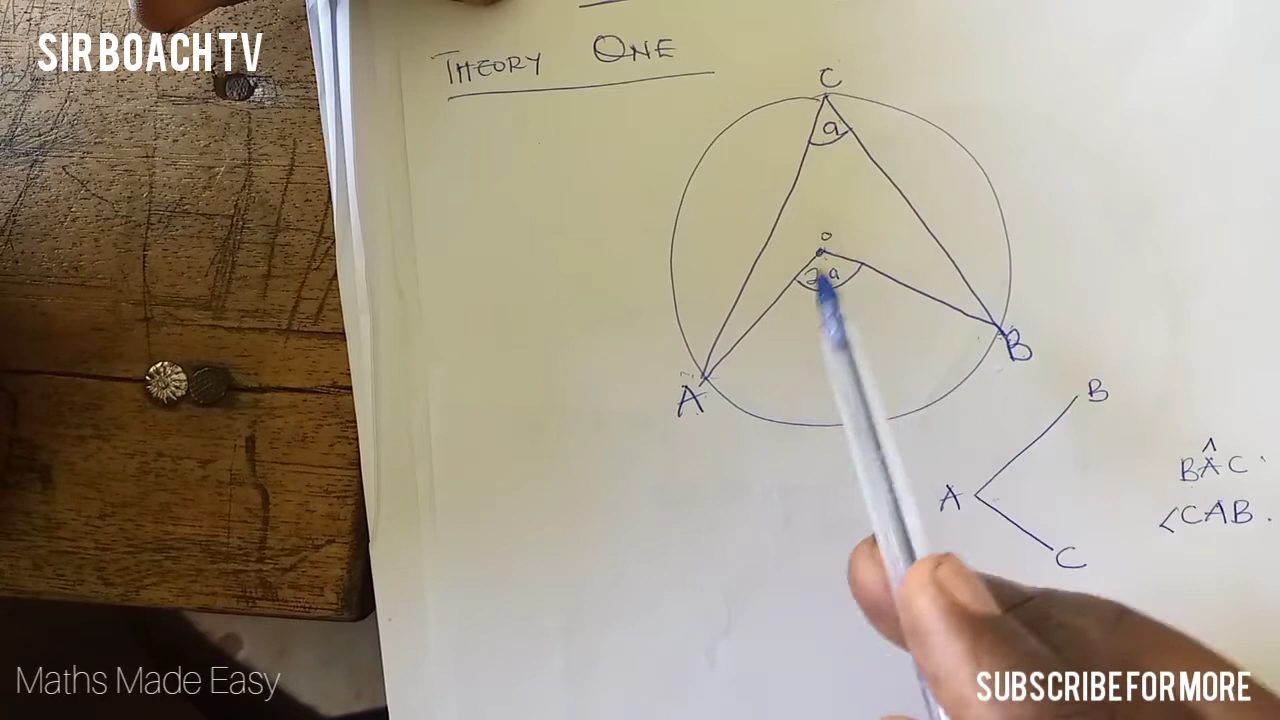 SIR BOACH TV
THEORY ONE
C
a
o
2a
B
A
B
BÂC.
A
<CAB.
C
Maths Made Easy
SUBSCRIBE FOR MORE